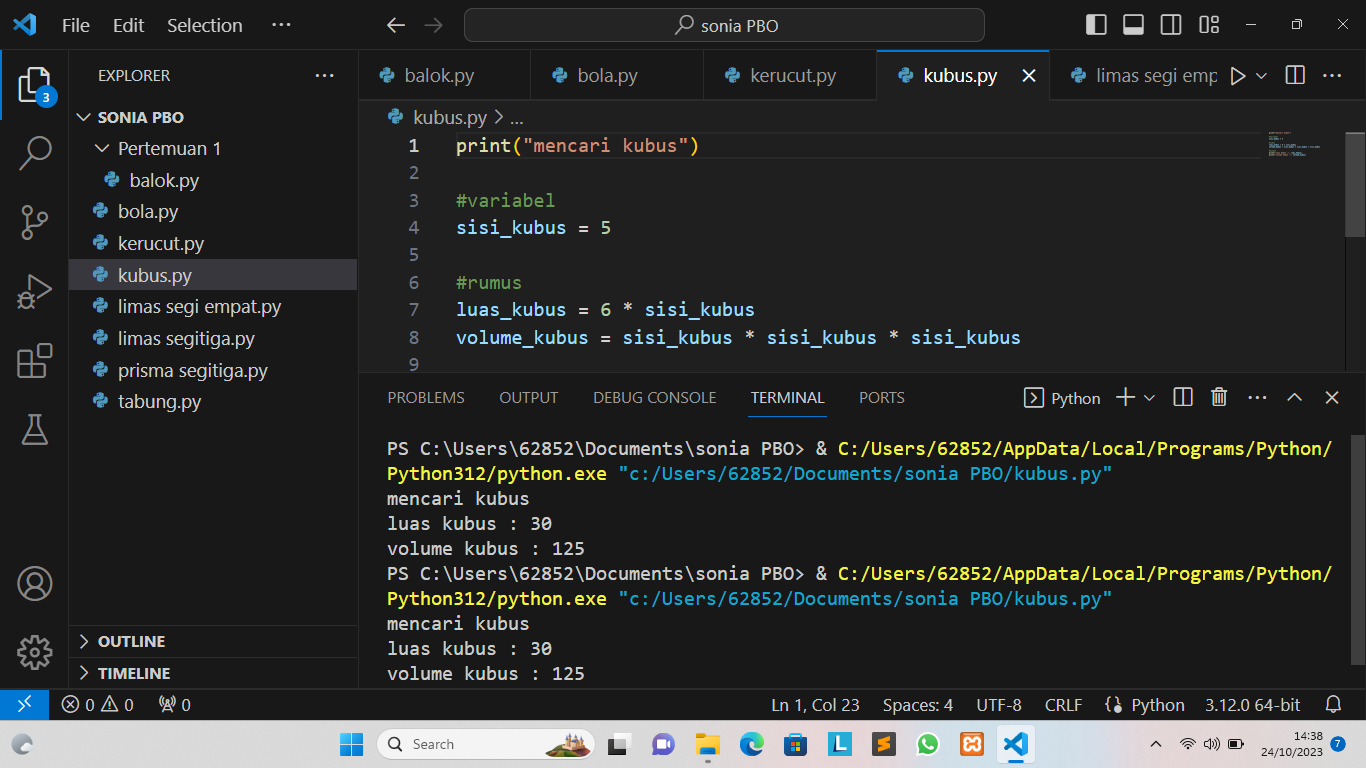 File Edit Selection ···
sonia PBO
EXPLORER
SONIA PBO
Pertemuan 1
balok.py
bola.py
kerucut.py
kubus.py
limas segi empat.py
limas segitiga.py
prisma segitiga.py
tabung.py
OUTLINE
TIMELINE
3
balok.py bola.py kerucut.py kubus.py limas segi emp
kubus.py > ...
1 print("mencari kubus")
2
3 #variabel
4 sisi_kubus = 5
5
6 #rumus
7 luas_kubus = 6 * sisi_kubus
8 volume_kubus = sisi_kubus * sisi_kubus * sisi_kubus
9
PROBLEMS OUTPUT DEBUG CONSOLE TERMINAL PORTS Python
PS C:\Users\62852\Documents\sonia PBO> & C:/Users/62852/AppData/Local/Programs/Python/
Python312/python.exe "c:/Users/62852/Documents/sonia PBO/kubus.py"
mencari kubus
luas kubus : 30
volume kubus : 125
PS C:\Users\62852\Documents\sonia PBO> & C:/Users/62852/AppData/Local/Programs/Python/
Python312/python.exe "c:/Users/62852/Documents/sonia PBO/kubus.py"
mencari kubus
luas kubus : 30
volume kubus : 125
0 0 0 Ln 1, Col 23 Spaces: 4 UTF-8 CRLF Python 3.12.0 64-bit
Search
L
S
14:38
24/10/2023
7